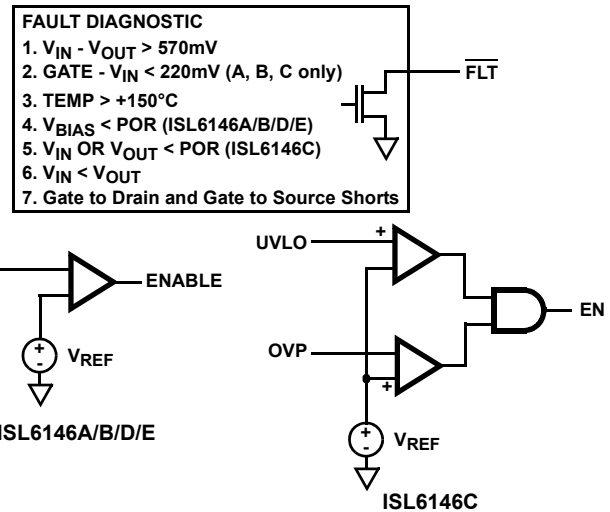 FAULT DIAGNOSTIC
1. VIN - VOUT > 570mV
2. GATE - VIN < 220mV (A, B, C only)
3. TEMP > +150°C
4. VBIAS < POR (ISL6146A/B/D/E)
5. VIN OR VOUT < POR (ISL6146C)
6. VIN < VOUT
7. Gate to Drain and Gate to Source Shorts
FLT
UVLO
+
ENABLE
EN
OVP
+
+
-
VREF
ISL6146A/B/D/E
+
-
VREF
ISL6146C